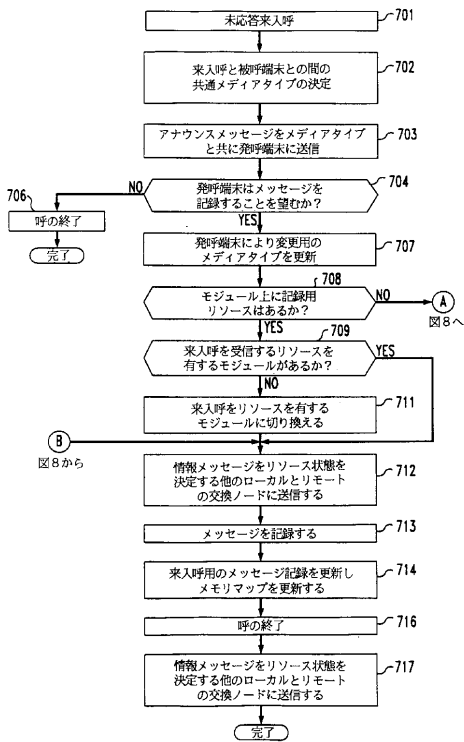 未応答来入呼
701
来入呼と被呼端末との間の
共通メディアタイプの決定
702
アナウンスメッセージをメディアタイプ
と共に発呼端末に送信
703
発呼端末はメッセージを
記録することを望むか?
704
NO
706
呼の終了
完了
YES
発呼端末により変更用の
メディアタイプを更新
707
708
モジュール上に記録用
リソースはあるか?
NO
A
図8へ
YES
709
来入呼を受信するリソースを
有するモジュールがあるか?
YES
NO
来入呼をリソースを有する
モジュールに切り換える
711
B
図8から
情報メッセージをリソース状態を
決定する他のローカルとリモート
の交換ノードに送信する
712
メッセージを記録する
713
来入呼用のメッセージ記録を更新し
メモリマップを更新する
714
呼の終了
716
情報メッセージをリソース状態を
決定する他のローカルとリモート
の交換ノードに送信する
717
完了